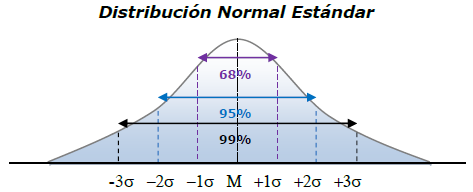 Distribución Normal Estándar
68%
95%
99%
-3σ −2σ −1σ M +1σ +2σ +3σ